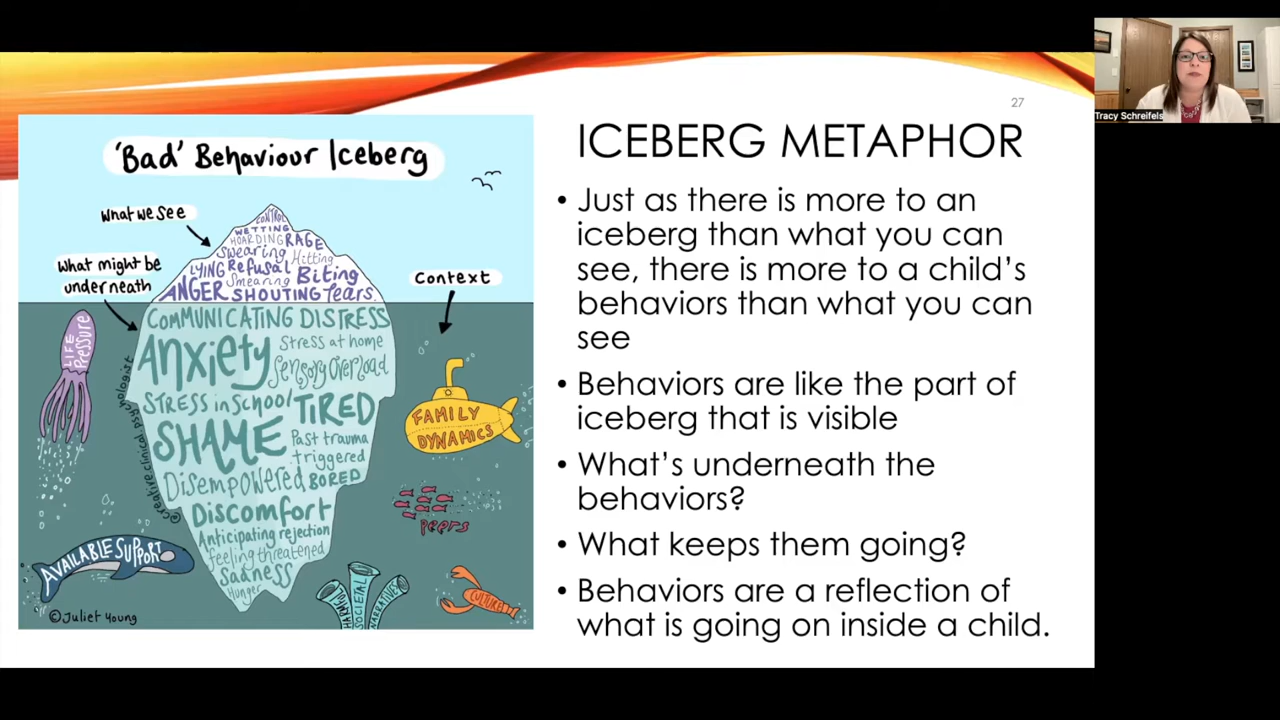 27
Tracy Schreifels
ICEBERG METAPHOR
• Just as there is more to an
iceberg than what you can
see, there is more to a child's
behaviors than what you can
see
• Behaviors are like the part of
iceberg that is visible
• What's underneath the
behaviors?
• What keeps them going?
• Behaviors are a reflection of
what is going on inside a child.
'Bad' Behaviour Iceberg
What we see
What might be
underneath
Context
CONTROL
WETTING
HOARDING RAGE
Swearing Hitting
LYING Refusal Biting
Smearing
ANGER SHOUTING Tears
COMMUNICATING DISTRESS
Anxiety Stress at home
Sensory Overload
STRESS in SCHOOL TIRED
SHAME Past trauma
triggered
Disempowered BORED
Discomfort
Anticipating rejection
feeling threatened
Sadness
Hunger
LIFE
Pressure
@creative.clinical.psychologist
FAMILY
DYNAMICS
Peers
AVAILABLE SUPPORT
HARMFUL
SOCIETAL
NARRATIVES
CULTURE
©Juliet Young